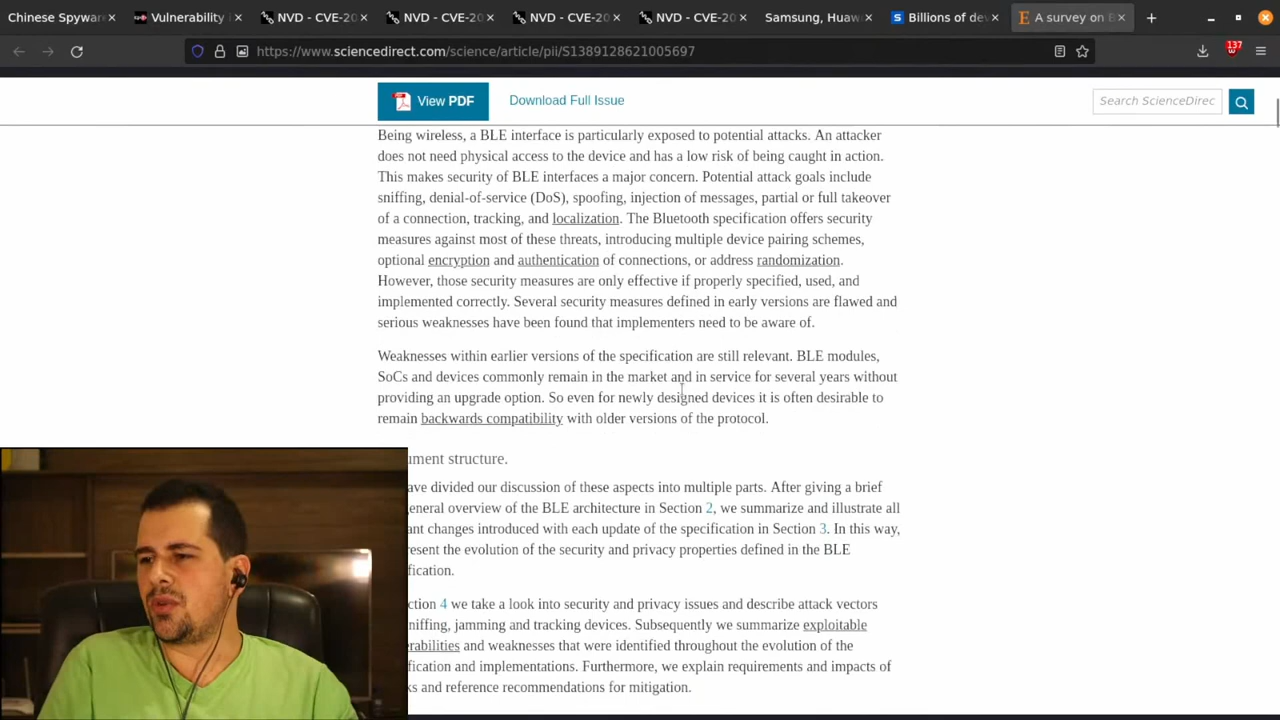 Chinese Spywar
Vulnerability
NVD - CVE-20
NVD - CVE-20
NVD - CVE-20
NVD - CVE-20
Samsung, Huaw
Billions of dev
A survey on B
https://www.sciencedirect.com/science/article/pii/S1389128621005697
137
View PDF
Download Full Issue
Search ScienceDirec
Being wireless, a BLE interface is particularly exposed to potential attacks. An attacker
does not need physical access to the device and has a low risk of being caught in action.
This makes security of BLE interfaces a major concern. Potential attack goals include
sniffing, denial-of-service (DoS), spoofing, injection of messages, partial or full takeover
of a connection, tracking, and localization. The Bluetooth specification offers security
measures against most of these threats, introducing multiple device pairing schemes,
optional encryption and authentication of connections, or address randomization.
However, those security measures are only effective if properly specified, used, and
implemented correctly. Several security measures defined in early versions are flawed and
serious weaknesses have been found that implementers need to be aware of.
Weaknesses within earlier versions of the specification are still relevant. BLE modules,
SoCs and devices commonly remain in the market and in service for several years without
providing an upgrade option. So even for newly designed devices it is often desirable to
remain backwards compatibility with older versions of the protocol.
ument structure.
ave divided our discussion of these aspects into multiple parts. After giving a brief
general overview of the BLE architecture in Section 2, we summarize and illustrate all
ant changes introduced with each update of the specification in Section 3. In this way,
resent the evolution of the security and privacy properties defined in the BLE
fication.
ction 4 we take a look into security and privacy issues and describe attack vectors
niffing, jamming and tracking devices. Subsequently we summarize exploitable
erabilities and weaknesses that were identified throughout the evolution of the
fication and implementations. Furthermore, we explain requirements and impacts of
ks and reference recommendations for mitigation.